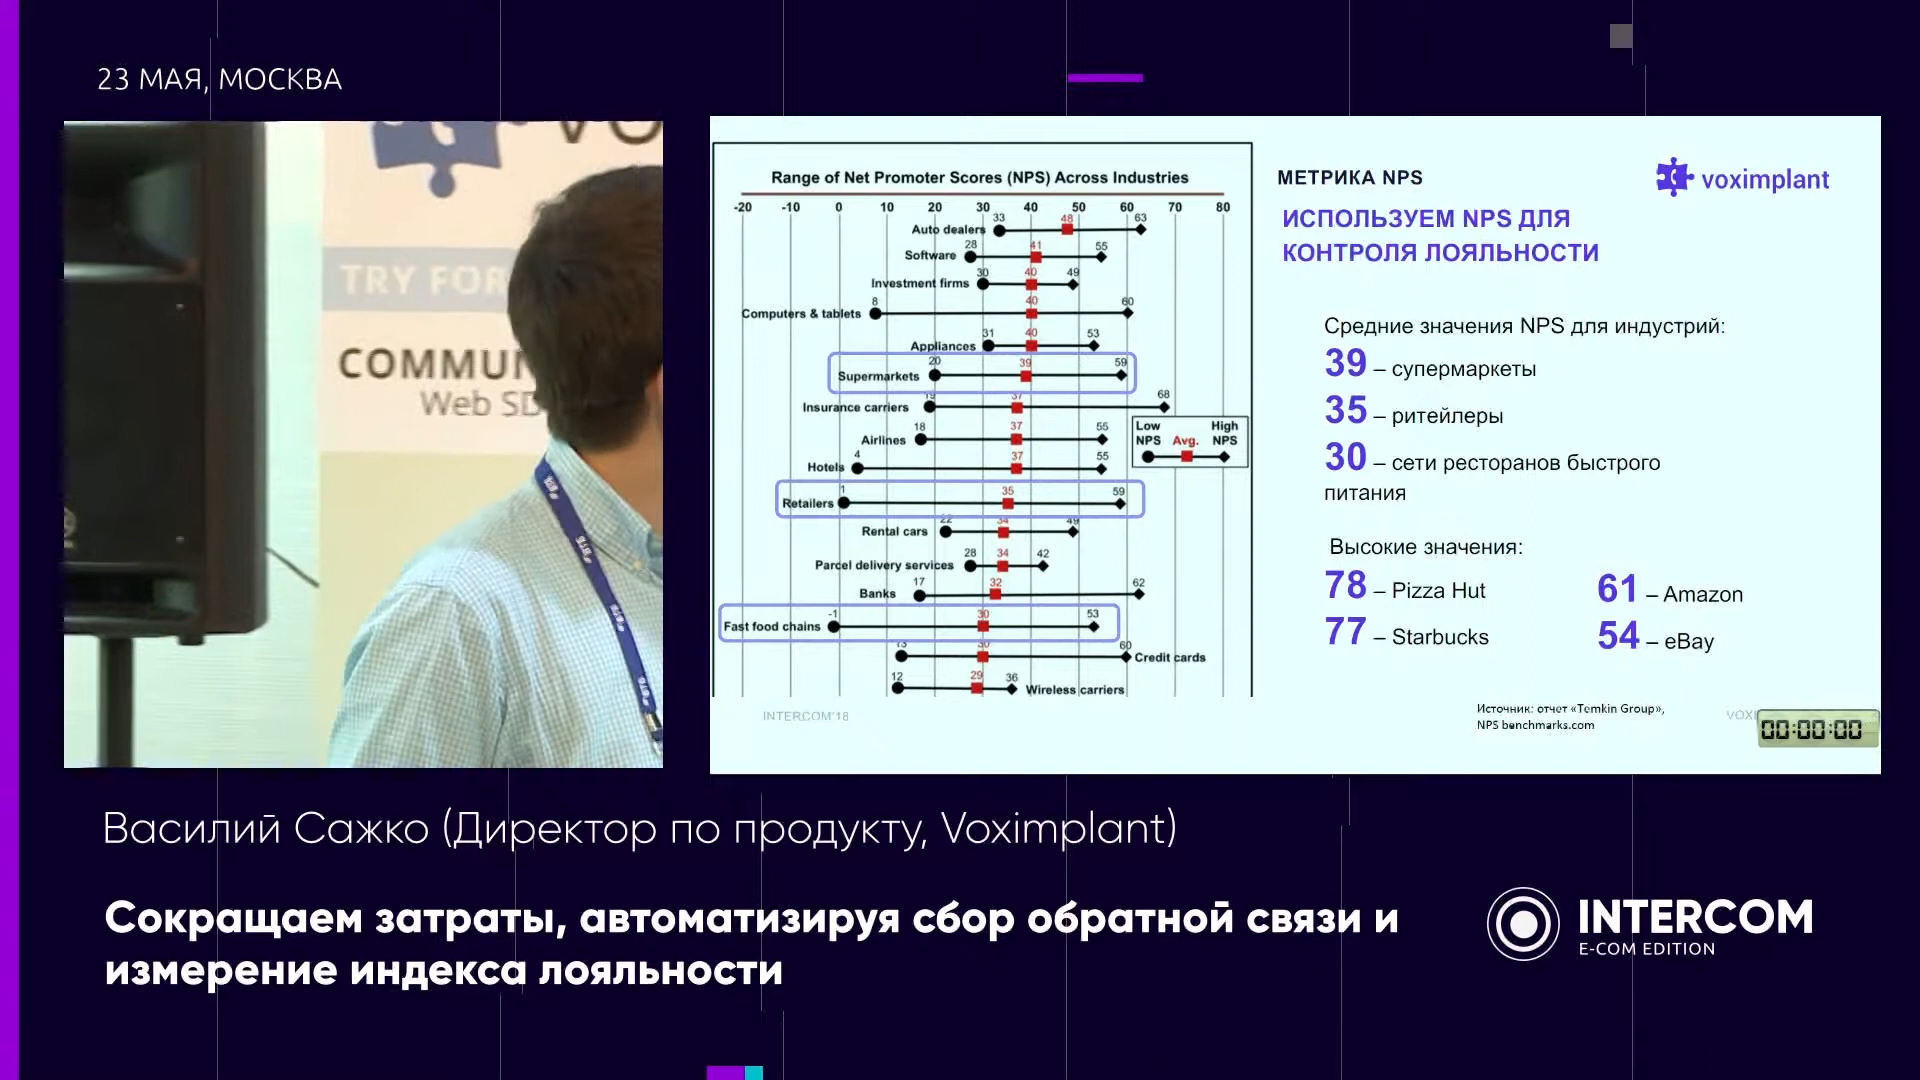 23 МАЯ, МОСКВА
TRY FOR
COMMUN
Web SD
Range of Net Promoter Scores (NPS) Across Industries
-20 -10 0 10 20 30 40 50 60 70 80
Auto dealers 33 48 63
Software 28 41 55
Investment firms 30 40 49
Computers & tablets 8 40 60
Appliances 31 40 53
Supermarkets 20 39 59
Insurance carriers 19 37 68
Airlines 18 37 55
Hotels 4 37 55
Retailers 1 35 59
Rental cars 22 34 49
Parcel delivery services 28 34 42
Banks 17 32 62
Fast food chains -1 30 53
13 30 60 Credit cards
12 29 36 Wireless carriers
Low NPS Avg. High NPS
INTERCOM'18
МЕТРИКА NPS
voximplant
ИСПОЛЬЗУЕМ NPS ДЛЯ
КОНТРОЛЯ ЛОЯЛЬНОСТИ
Средние значения NPS для индустрий:
39 – супермаркеты
35 – ритейлеры
30 – сети ресторанов быстрого
питания
Высокие значения:
78 – Pizza Hut 61 – Amazon
77 – Starbucks 54 – eBay
Источник: отчет «Temkin Group»,
NPS benchmarks.com
00:00:00
Василий Сажко (Директор по продукту, Voximplant)
Сокращаем затраты, автоматизируя сбор обратной связи и
измерение индекса лояльности
INTERCOM
E-COM EDITION